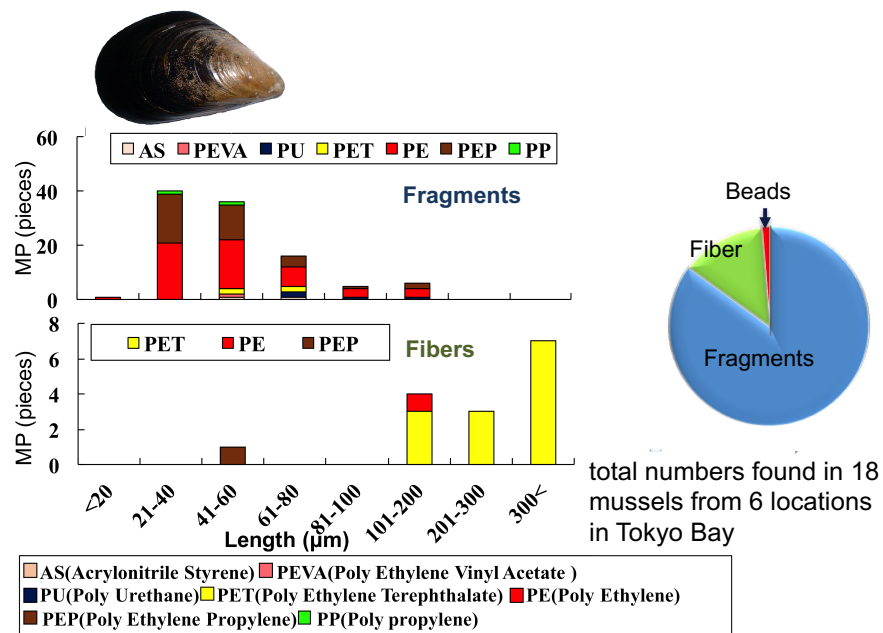 60
40
20
0
MP (pieces)
AS PEVA PU PET PE PEP PP
Fragments
8
6
4
2
0
MP (pieces)
PET PE PEP
Fibers
<20
21-40
41-60
61-80
81-100
101-200
201-300
300<
Length (μm)
Beads
Fiber
Fragments
total numbers found in 18
mussels from 6 locations
in Tokyo Bay
AS(Acrylonitrile Styrene) PEVA(Poly Ethylene Vinyl Acetate )
PU(Poly Urethane) PET(Poly Ethylene Terephthalate) PE(Poly Ethylene)
PEP(Poly Ethylene Propylene) PP(Poly propylene)